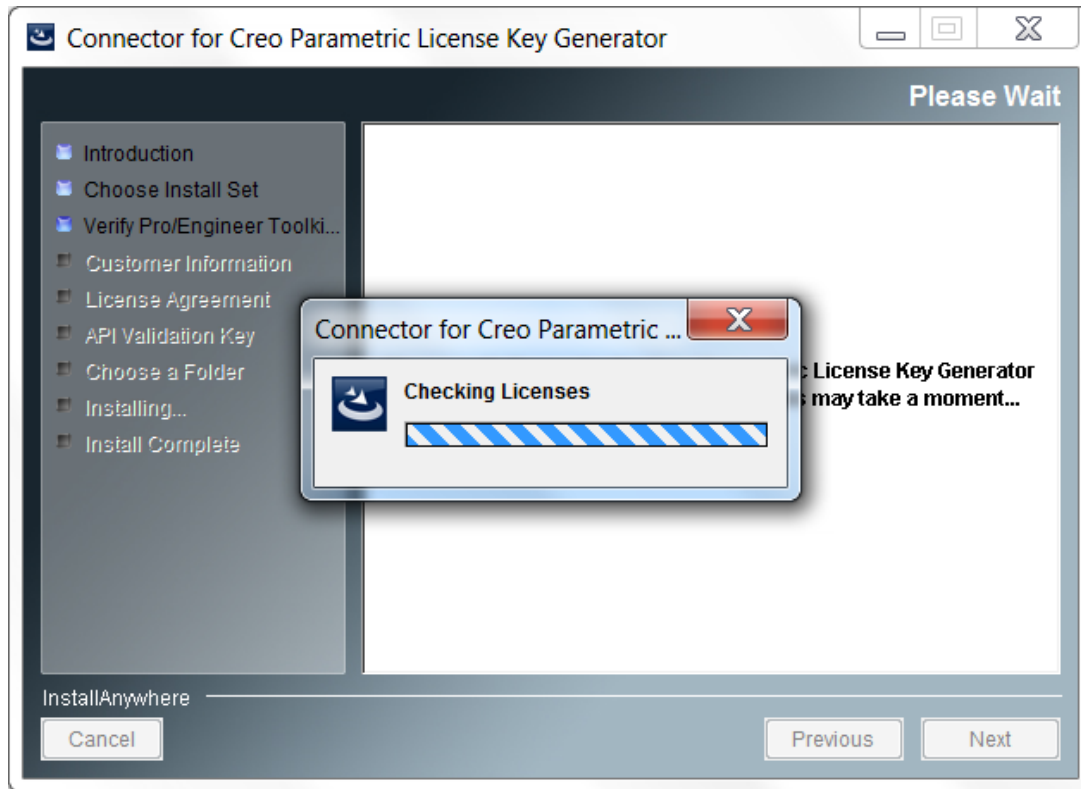 Connector for Creo Parametric License Key Generator
Please Wait
Introduction
Choose Install Set
Verify Pro/Engineer Toolki...
Customer Information
License Agreement
API Validation Key
Choose a Folder
Installing...
Install Complete
Connector for Creo Parametric ...
Checking Licenses
License Key Generator
may take a moment...
InstallAnywhere
Cancel
Previous
Next